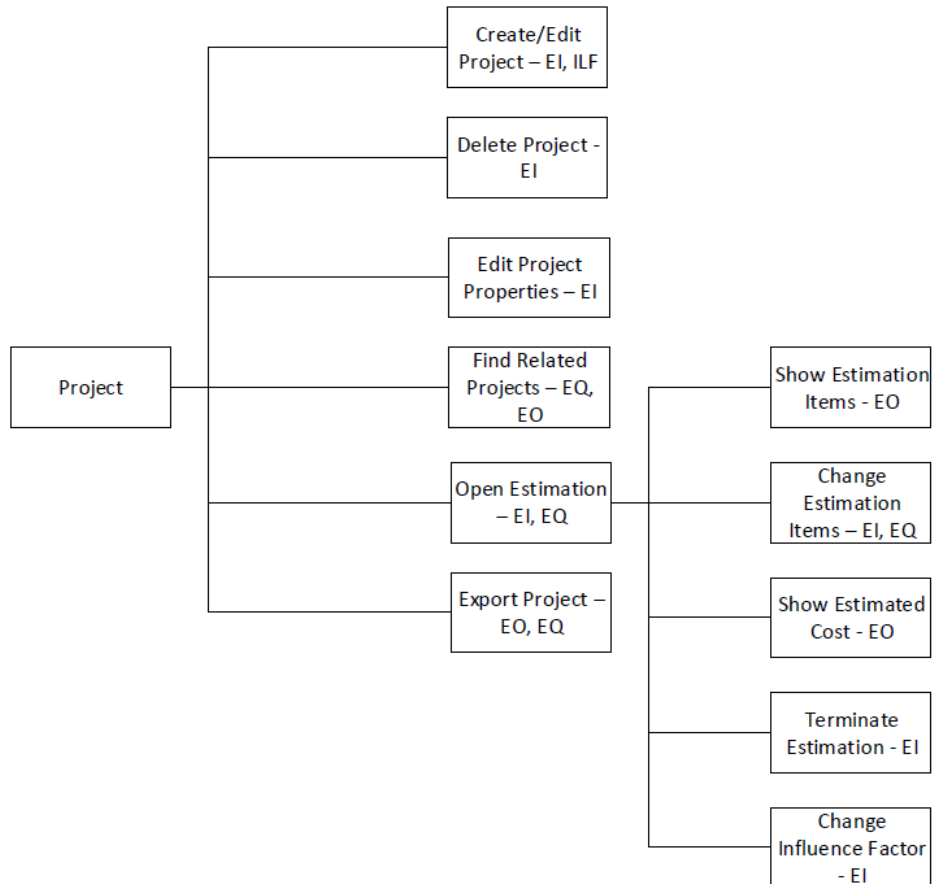 Create/Edit
Project – EI, ILF
Delete Project -
EI
Edit Project
Properties – EI
Project
Find Related
Projects – EQ,
EO
Show Estimation
Items - EO
Open Estimation
– EI, EQ
Change
Estimation
Items – EI, EQ
Export Project –
EO, EQ
Show Estimated
Cost - EO
Terminate
Estimation - EI
Change
Influence Factor
- EI